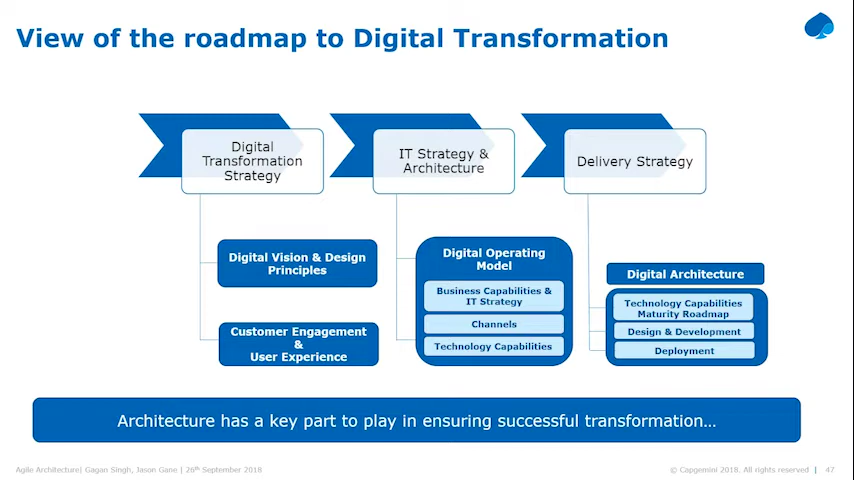 View of the roadmap to Digital Transformation
Digital
Transformation
Strategy
IT Strategy &
Architecture
Delivery Strategy
Digital Vision & Design
Principles
Customer Engagement
&
User Experience
Digital Operating
Model
Business Capabilities &
IT Strategy
Channels
Technology Capabilities
Digital Architecture
Technology Capabilities
Maturity Roadmap
Design & Development
Deployment
Architecture has a key part to play in ensuring successful transformation…
Agile Architecture| Gagan Singh, Jason Gane | 26th September 2018
© Capgemini 2018. All rights reserved | 47